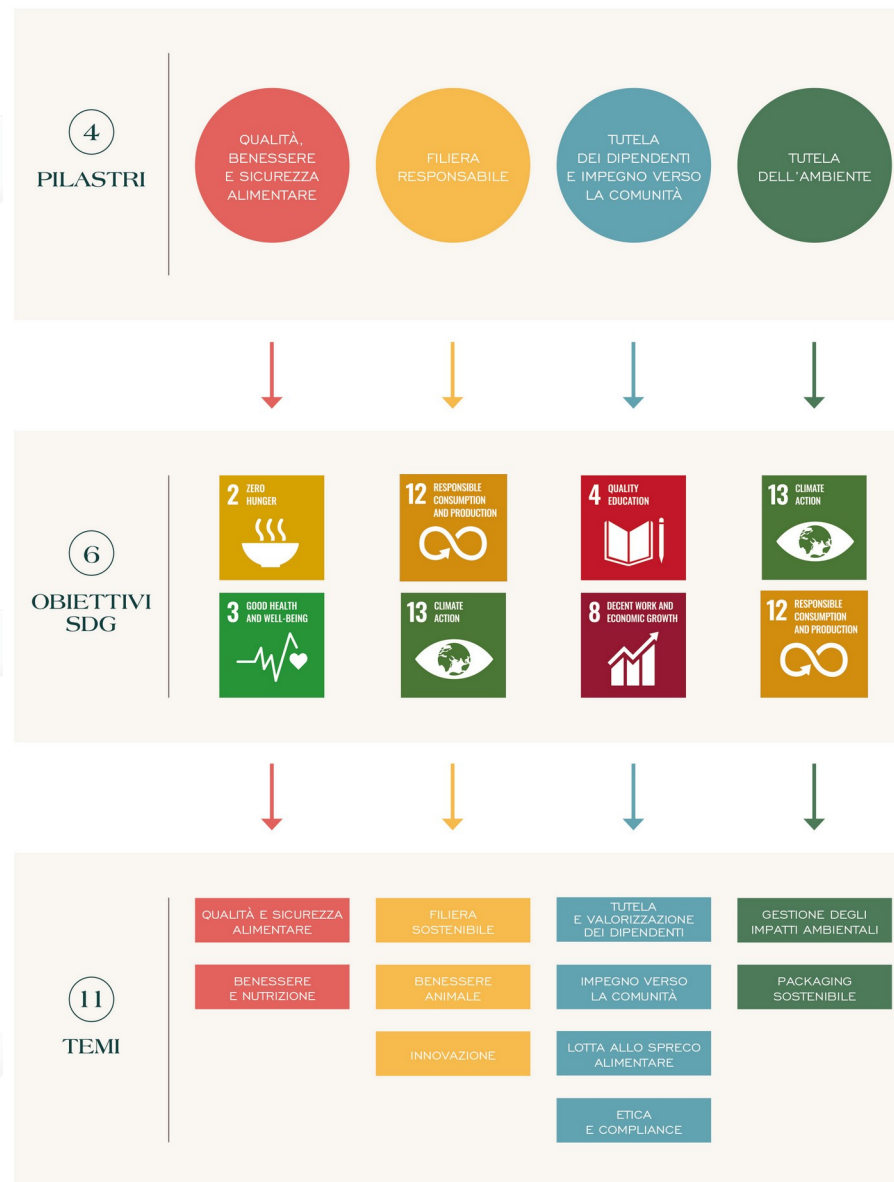 4
PILASTRI
QUALITÀ,
BENESSERE
E SICUREZZA
ALIMENTARE
FILIERA
RESPONSABILE
TUTELA
DEI DIPENDENTI
E IMPEGNO VERSO
LA COMUNITÀ
TUTELA
DELL'AMBIENTE
6
OBIETTIVI
SDG
2 ZERO
HUNGER
12 RESPONSIBLE
CONSUMPTION
AND PRODUCTION
4 QUALITY
EDUCATION
13 CLIMATE
ACTION
3 GOOD HEALTH
AND WELL-BEING
13 CLIMATE
ACTION
8 DECENT WORK AND
ECONOMIC GROWTH
12 RESPONSIBLE
CONSUMPTION
AND PRODUCTION
11
TEMI
QUALITÀ E SICUREZZA
ALIMENTARE
BENESSERE
E NUTRIZIONE
FILIERA
SOSTENIBILE
BENESSERE
ANIMALE
INNOVAZIONE
TUTELA
E VALORIZZAZIONE
DEI DIPENDENTI
IMPEGNO VERSO
LA COMUNITÀ
LOTTA ALLO SPRECO
ALIMENTARE
ETICA
E COMPLIANCE
GESTIONE DEGLI
IMPATTI AMBIENTALI
PACKAGING
SOSTENIBILE